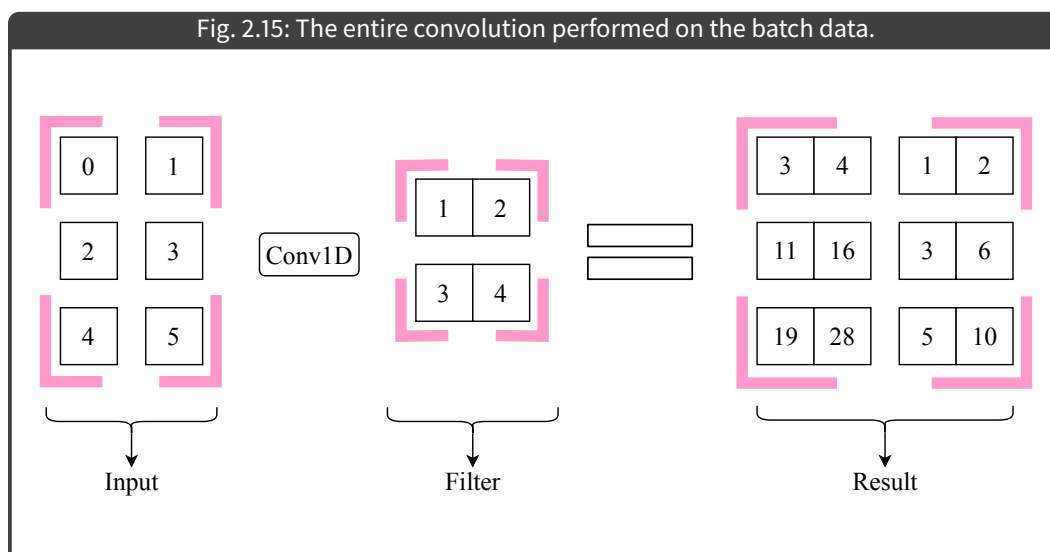 Fig. 2.15: The entire convolution performed on the batch data.
0 1 3 4 1 2
1 2
2 3 Conv1D 11 16 3 6
3 4
4 5 19 28 5 10
Input Filter Result